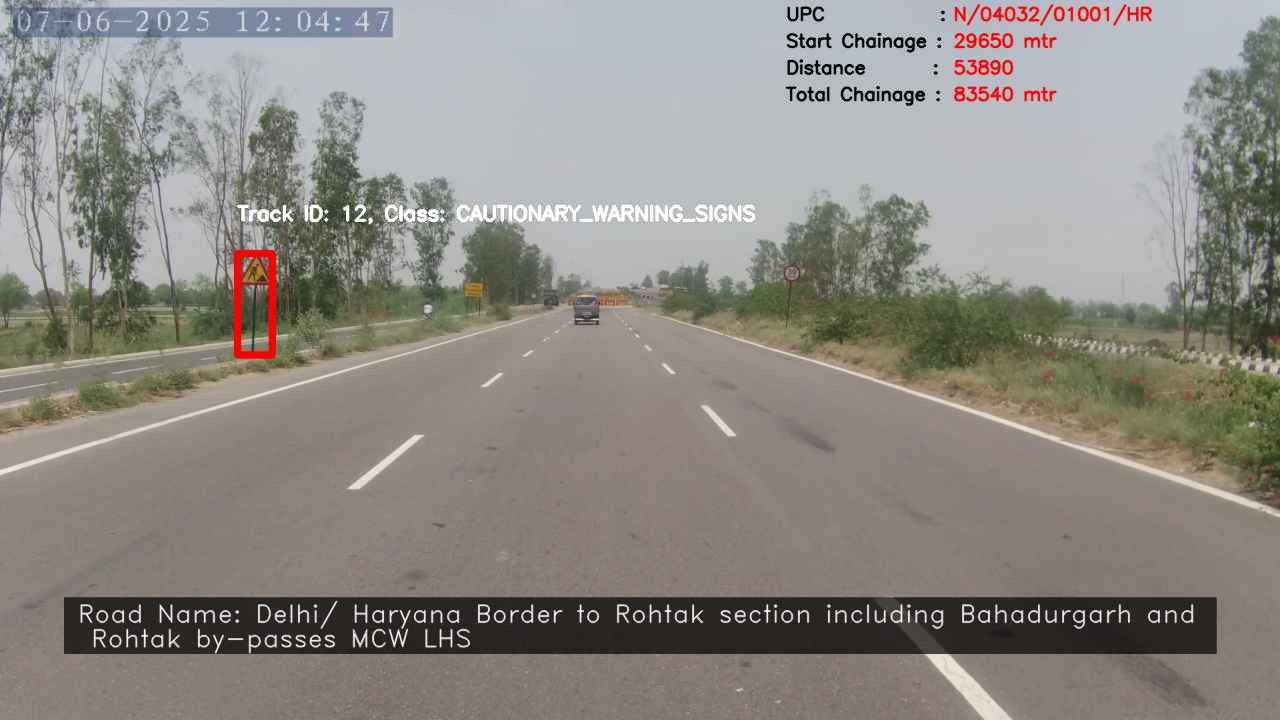 07-06-2025 12:04:47
UPC : N/04032/01001/HR
Start Chainage : 29650 mtr
Distance : 53890
Total Chainage : 83540 mtr
Track ID: 12, Class: CAUTIONARY_WARNING_SIGNS
Road Name: Delhi/ Haryana Border to Rohtak section including Bahadurgarh and
Rohtak by-passes MCW LHS